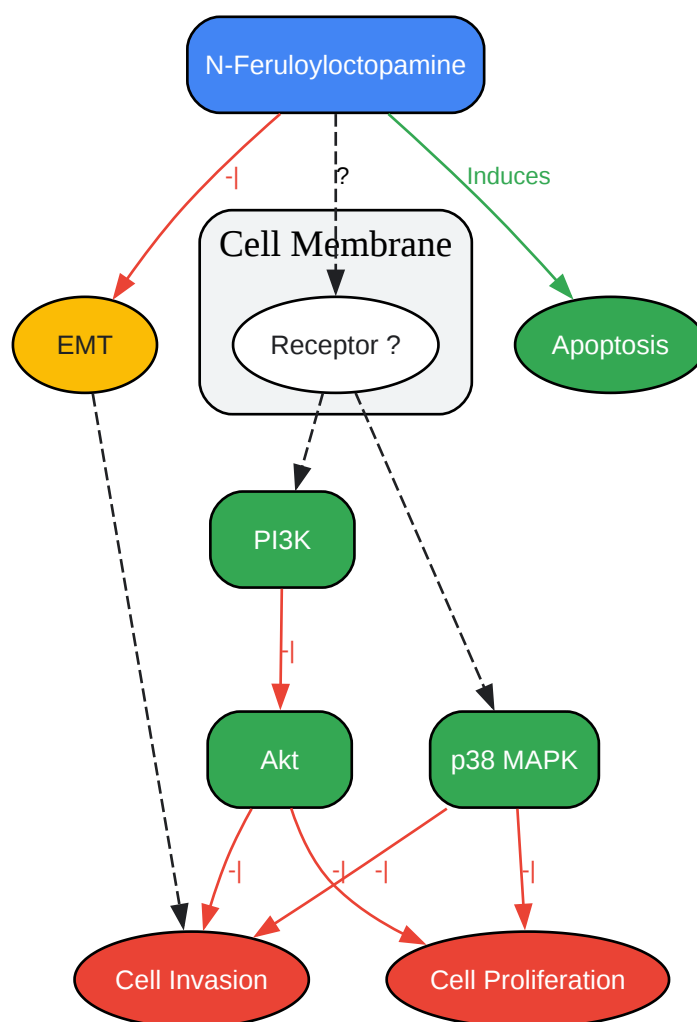 N-Feruloyloctopamine
-|
?
Induces
Cell Membrane
EMT
Receptor ?
Apoptosis
PI3K
-|
Akt
p38 MAPK
-|
-|
-|
-|
Cell Invasion
Cell Proliferation